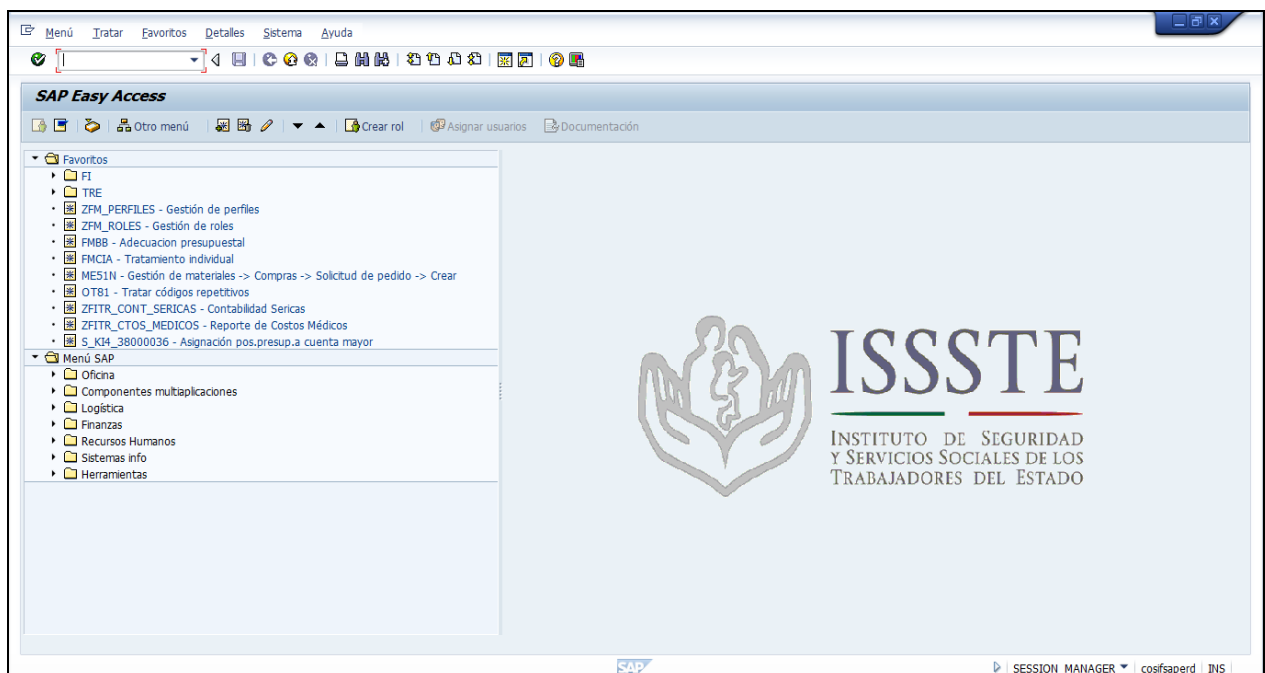 Menú Tratar Favoritos Detalles Sistema Ayuda
SAP Easy Access
Otro menú Crear rol Asignar usuarios Documentación
Favoritos
FI
TRE
ZFM_PERFILES - Gestión de perfiles
ZFM_ROLES - Gestión de roles
FMBB - Adecuacion presupuestal
FMCIA - Tratamiento individual
ME51N - Gestión de materiales -> Compras -> Solicitud de pedido -> Crear
OT81 - Tratar códigos repetitivos
ZFITR_CONT_SERICAS - Contabilidad Sericas
ZFITR_CTOS_MEDICOS - Reporte de Costos Médicos
S_KI4_38000036 - Asignación pos.presup.a cuenta mayor
Menú SAP
Oficina
Componentes multiaplicaciones
Logística
Finanzas
Recursos Humanos
Sistemas info
Herramientas
ISSSTE
INSTITUTO DE SEGURIDAD
Y SERVICIOS SOCIALES DE LOS
TRABAJADORES DEL ESTADO
SAP
SESSION_MANAGER cosifsaperd INS